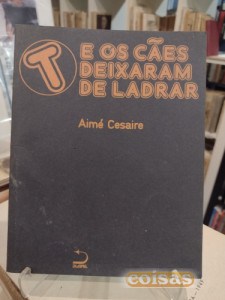 T
E OS CÃES
DEIXARAM
DE LADRAR
Aimé Cesaire
coisas